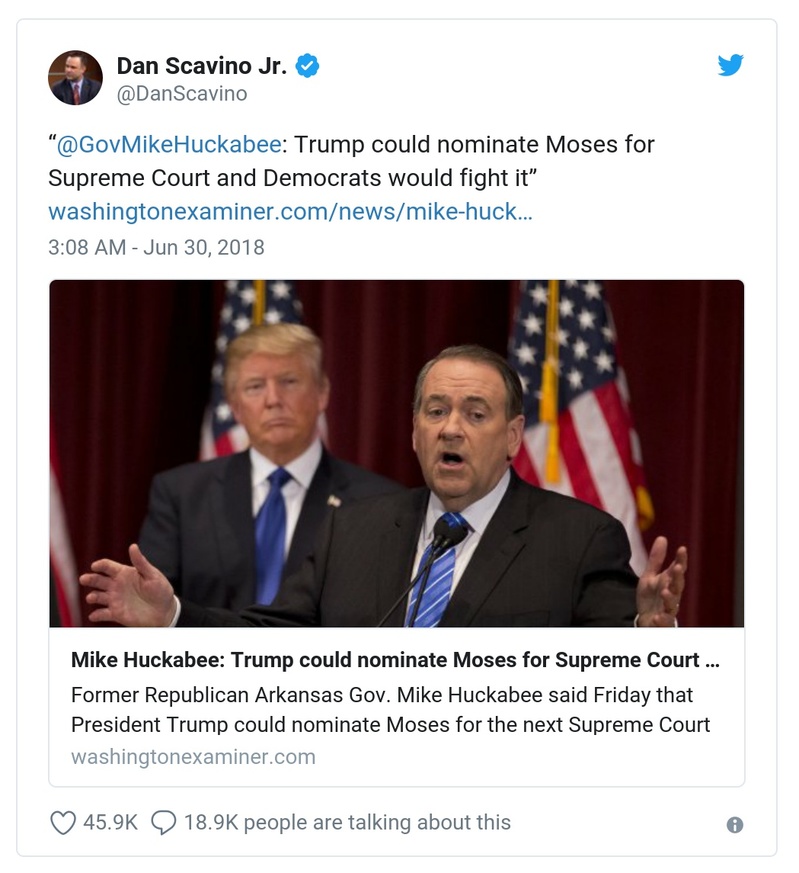 Dan Scavino Jr.
@DanScavino
“@GovMikeHuckabee: Trump could nominate Moses for
Supreme Court and Democrats would fight it”
washingtonexaminer.com/news/mike-huck…
3:08 AM - Jun 30, 2018
Mike Huckabee: Trump could nominate Moses for Supreme Court ...
Former Republican Arkansas Gov. Mike Huckabee said Friday that
President Trump could nominate Moses for the next Supreme Court
washingtonexaminer.com
45.9K 18.9K people are talking about this